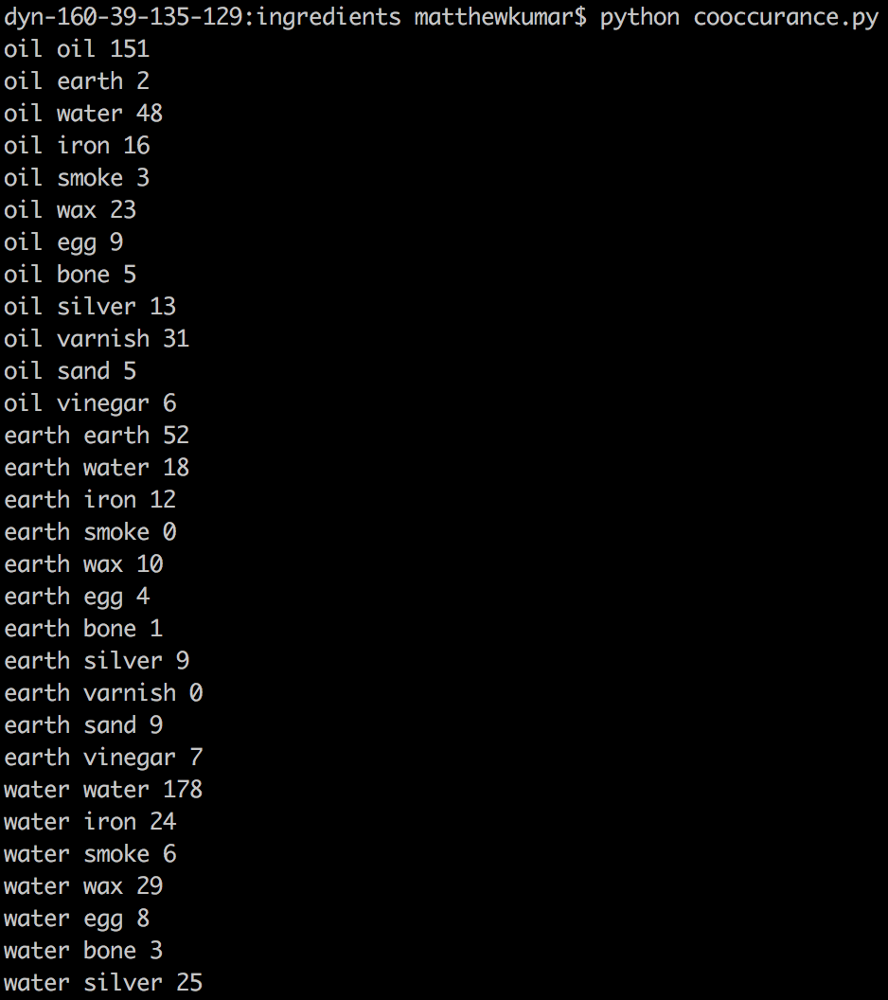 dyn-160-39-135-129:ingredients matthewkumar$ python cooccurance.py
oil oil 151
oil earth 2
oil water 48
oil iron 16
oil smoke 3
oil wax 23
oil egg 9
oil bone 5
oil silver 13
oil varnish 31
oil sand 5
oil vinegar 6
earth earth 52
earth water 18
earth iron 12
earth smoke 0
earth wax 10
earth egg 4
earth bone 1
earth silver 9
earth varnish 0
earth sand 9
earth vinegar 7
water water 178
water iron 24
water smoke 6
water wax 29
water egg 8
water bone 3
water silver 25